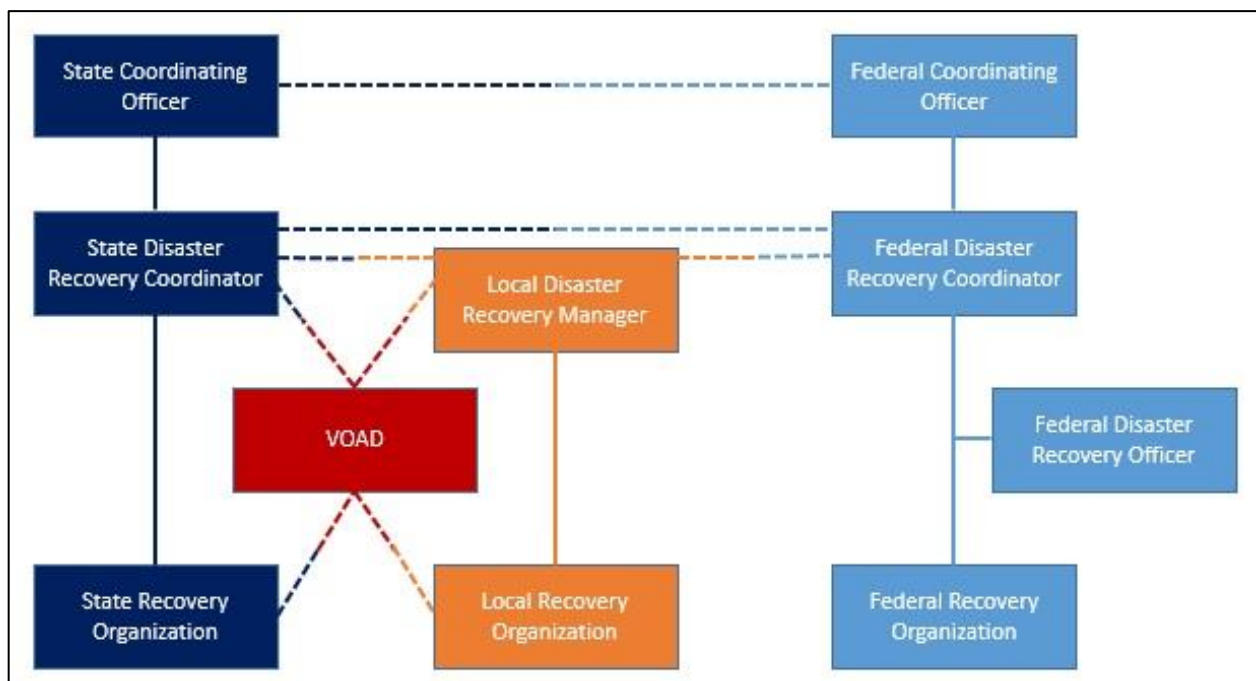 State Coordinating
Officer
Federal Coordinating
Officer
State Disaster
Recovery Coordinator
Local Disaster
Recovery Manager
Federal Disaster
Recovery Coordinator
VOAD
Federal Disaster
Recovery Officer
State Recovery
Organization
Local Recovery
Organization
Federal Recovery
Organization